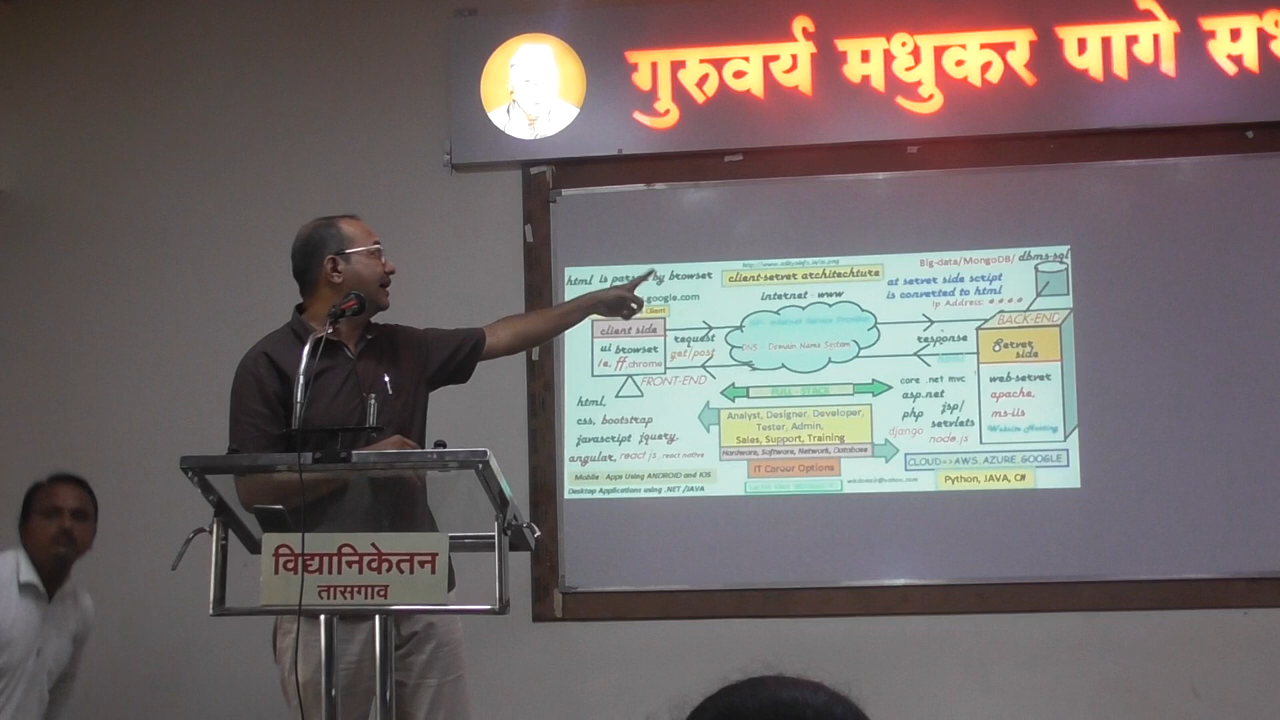 गुरुवर्य मधुकर पागे
html is parsed by browser
client-server architechture
Big-data/MongoDB/ dbms-sql
at server side script
is converted to html
.google.com
internet - www
Ip Address: * * * *
client side
ui browser
ie, ff, chrome
request
get/post
DNS - Domain Name System
response
BACK-END
Server side
FRONT-END
FULL STACK
web-server
apache,
ms-iis
Website Hosting
html,
css, bootstrap
javascript jquery,
angular, react js, react native
Analyst, Designer, Developer,
Tester, Admin,
Sales, Support, Training
Hardware, Software, Network, Database
IT Career Options
core .net mvc
asp.net
php jsp/
servlets
django
node.js
CLOUD=>AWS, AZURE, GOOGLE
Mobile - Apps Using ANDROID and IOS
Desktop Applications using .NET /JAVA
Python, JAVA, C#
विद्यानिकेतन
तासगाव